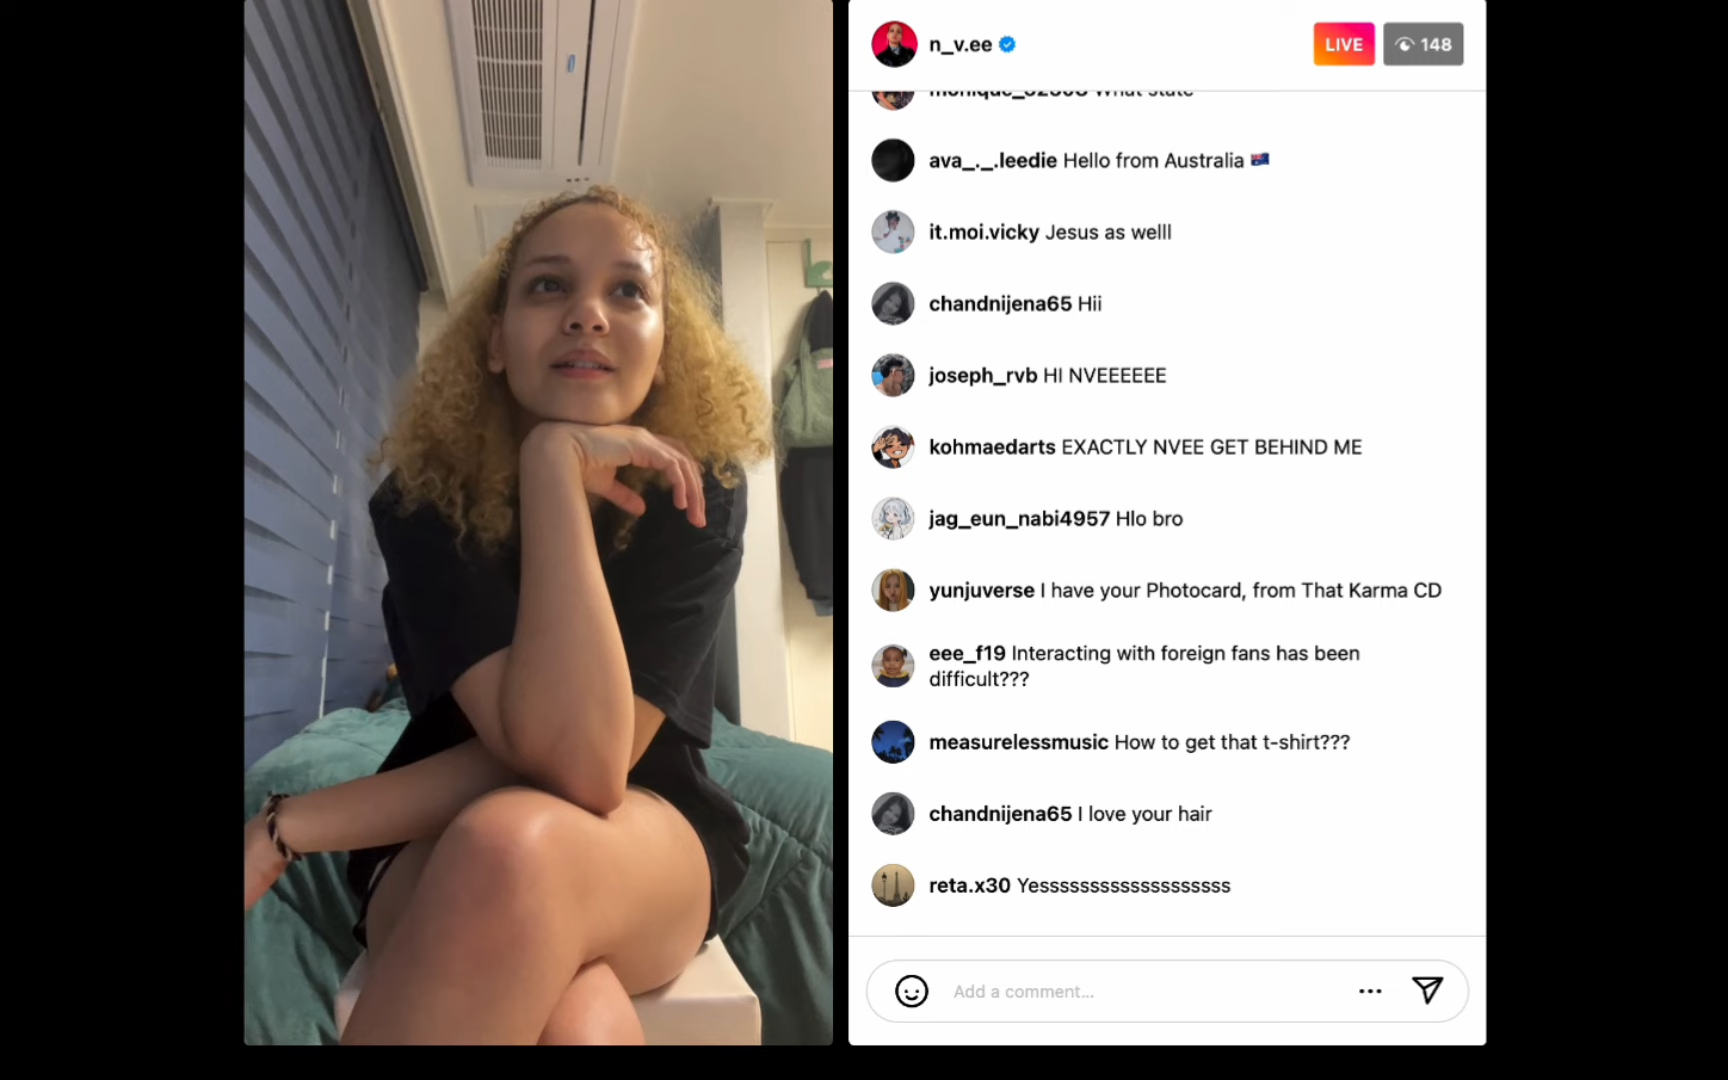 n_v.ee
LIVE
148
monique_82303 What state
ava_._.leedie Hello from Australia 🇦🇺
it.moi.vicky Jesus as welll
chandnijena65 Hii
joseph_rvb HI NVEEEEEE
kohmaedarts EXACTLY NVEE GET BEHIND ME
jag_eun_nabi4957 Hlo bro
yunjuverse I have your Photocard, from That Karma CD
eee_f19 Interacting with foreign fans has been
difficult???
measurelessmusic How to get that t-shirt???
chandnijena65 I love your hair
reta.x30 Yesssssssssssssssssss
Add a comment...